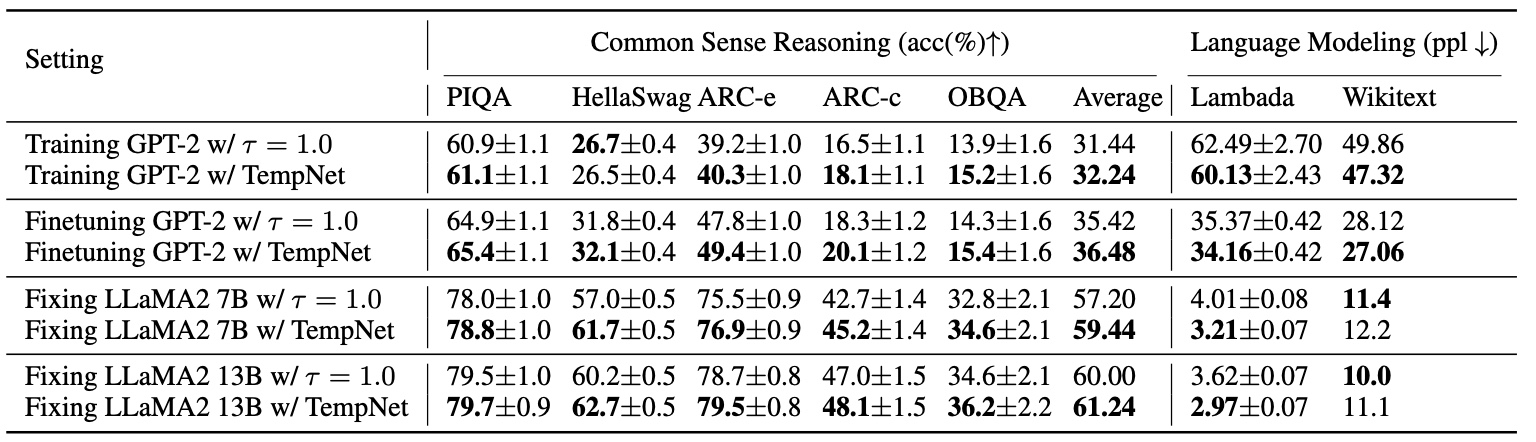 Setting Common Sense Reasoning (acc(%)↑) Language Modeling (ppl ↓)
PIQA HellaSwag ARC-e ARC-c OBQA Average Lambada Wikitext
Training GPT-2 w/ τ = 1.0 60.9±1.1 26.7±0.4 39.2±1.0 16.5±1.1 13.9±1.6 31.44 62.49±2.70 49.86
Training GPT-2 w/ TempNet 61.1±1.1 26.5±0.4 40.3±1.0 18.1±1.1 15.2±1.6 32.24 60.13±2.43 47.32
Finetuning GPT-2 w/ τ = 1.0 64.9±1.1 31.8±0.4 47.8±1.0 18.3±1.2 14.3±1.6 35.42 35.37±0.42 28.12
Finetuning GPT-2 w/ TempNet 65.4±1.1 32.1±0.4 49.4±1.0 20.1±1.2 15.4±1.6 36.48 34.16±0.42 27.06
Fixing LLaMA2 7B w/ τ = 1.0 78.0±1.0 57.0±0.5 75.5±0.9 42.7±1.4 32.8±2.1 57.20 4.01±0.08 11.4
Fixing LLaMA2 7B w/ TempNet 78.8±1.0 61.7±0.5 76.9±0.9 45.2±1.4 34.6±2.1 59.44 3.21±0.07 12.2
Fixing LLaMA2 13B w/ τ = 1.0 79.5±1.0 60.2±0.5 78.7±0.8 47.0±1.5 34.6±2.1 60.00 3.62±0.07 10.0
Fixing LLaMA2 13B w/ TempNet 79.7±0.9 62.7±0.5 79.5±0.8 48.1±1.5 36.2±2.2 61.24 2.97±0.07 11.1